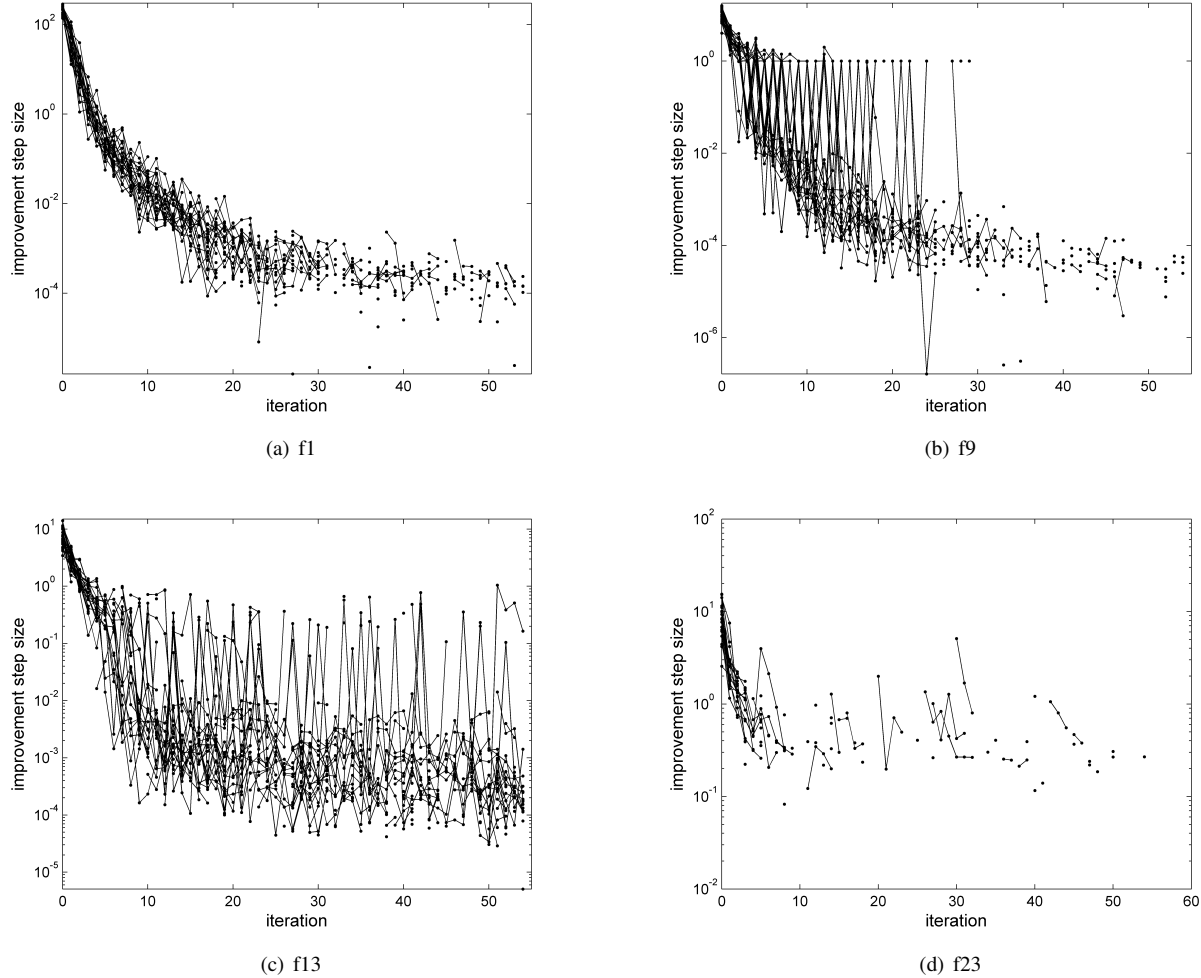 10^2
10^0
10^-2
10^-4
improvement step size
0 10 20 30 40 50
iteration
(a) f1
10^0
10^-2
10^-4
10^-6
improvement step size
0 10 20 30 40 50
iteration
(b) f9
10^1
10^0
10^-1
10^-2
10^-3
10^-4
10^-5
improvement step size
0 10 20 30 40 50
iteration
(c) f13
10^2
10^1
10^0
10^-1
10^-2
improvement step size
0 10 20 30 40 50 60
iteration
(d) f23